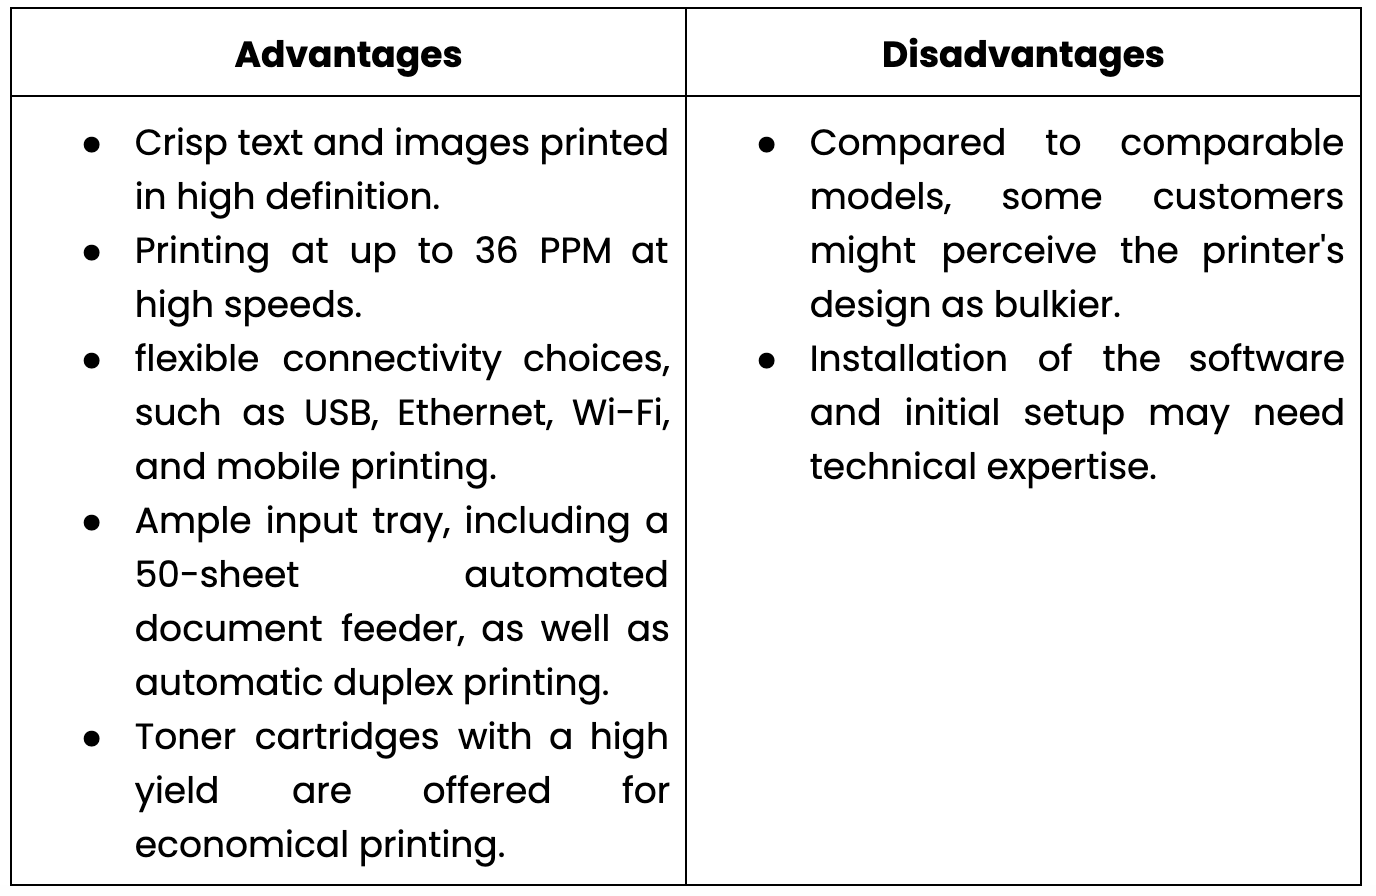 Advantages
Disadvantages
● Crisp text and images printed
in high definition.
● Printing at up to 36 PPM at
high speeds.
● flexible connectivity choices,
such as USB, Ethernet, Wi-Fi,
and mobile printing.
● Ample input tray, including a
50-sheet automated
document feeder, as well as
automatic duplex printing.
● Toner cartridges with a high
yield are offered for
economical printing.
● Compared to comparable
models, some customers
might perceive the printer's
design as bulkier.
● Installation of the software
and initial setup may need
technical expertise.